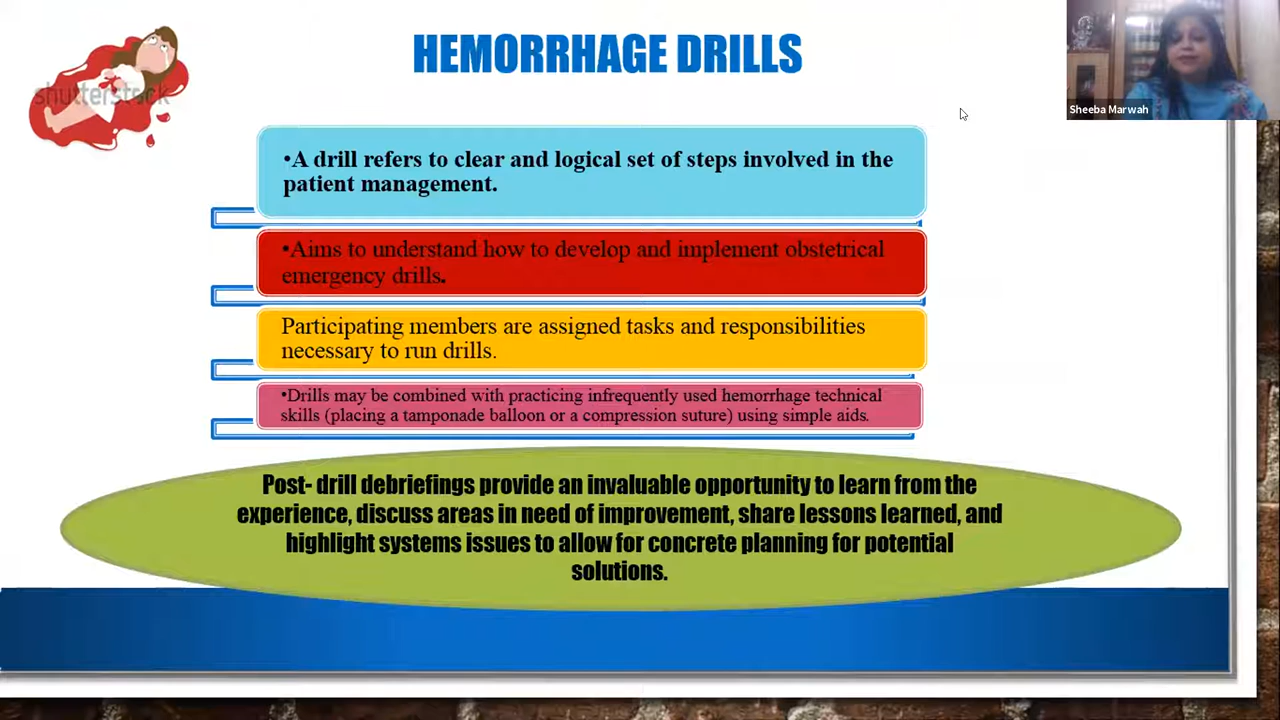 HEMORRHAGE DRILLS
shutterstock
Sheeba Marwah
•A drill refers to clear and logical set of steps involved in the
patient management.
•Aims to understand how to develop and implement obstetrical
emergency drills.
Participating members are assigned tasks and responsibilities
necessary to run drills.
•Drills may be combined with practicing infrequently used hemorrhage technical
skills (placing a tamponade balloon or a compression suture) using simple aids.
Post- drill debriefings provide an invaluable opportunity to learn from the
experience, discuss areas in need of improvement, share lessons learned, and
highlight systems issues to allow for concrete planning for potential
solutions.